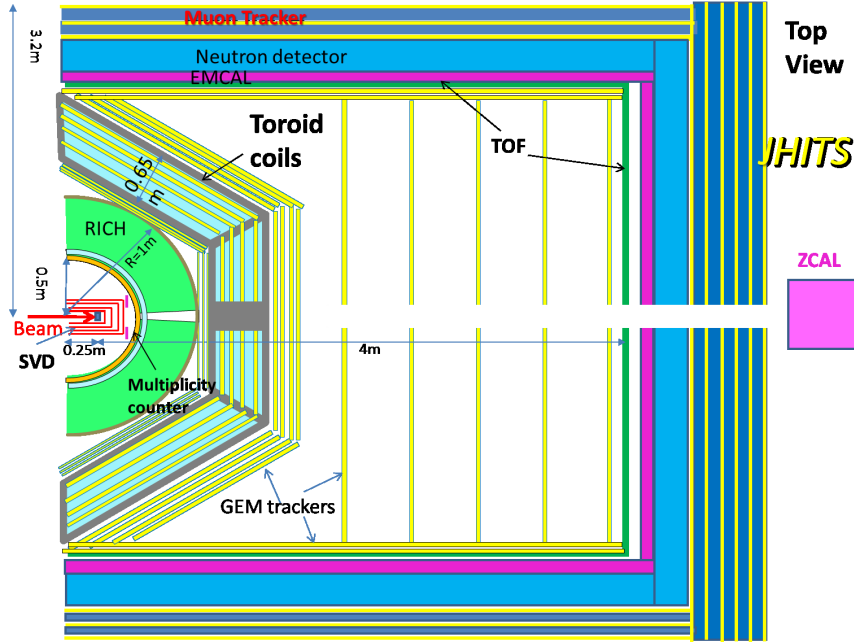 Muon Tracker
Top
View
3.2m
Neutron detector
EMCAL
Toroid
coils
TOF
JHITS
0.65
m
RICH
R=1m
ZCAL
0.5m
Beam
SVD
0.25m
4m
Multiplicity
counter
GEM trackers